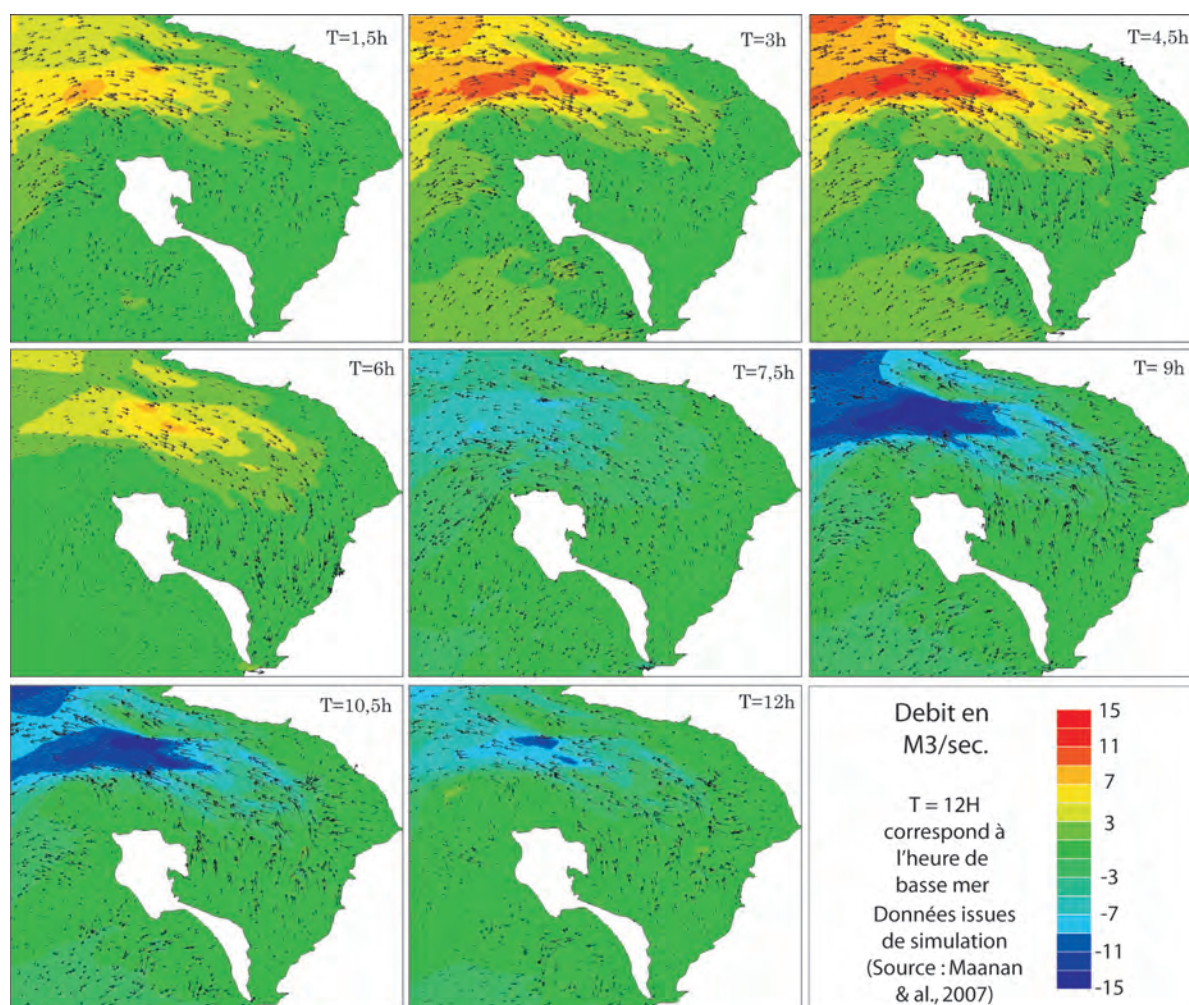 T=1,5h
T=3h
T=4,5h
T=6h
T=7,5h
T= 9h
T=10,5h
T=12h
Debit en
M3/sec.
T = 12H
correspond à
l'heure de
basse mer
Données issues
de simulation
(Source : Maanan
& al., 2007)
15
11
7
3
-3
-7
-11
-15